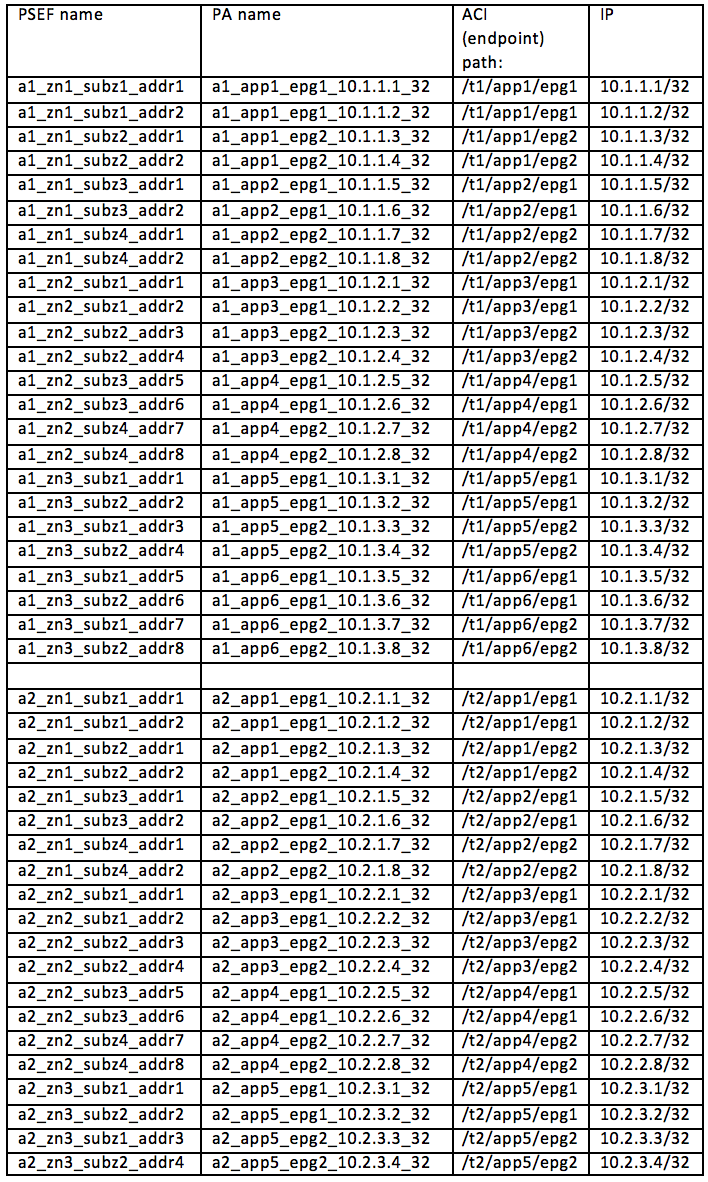 PSEF name PA name ACI IP
(endpoint)
path:
a1_zn1_subz1_addr1 a1_app1_epg1_10.1.1.1_32 /t1/app1/epg1 10.1.1.1/32
a1_zn1_subz1_addr2 a1_app1_epg1_10.1.1.2_32 /t1/app1/epg1 10.1.1.2/32
a1_zn1_subz2_addr1 a1_app1_epg2_10.1.1.3_32 /t1/app1/epg2 10.1.1.3/32
a1_zn1_subz2_addr2 a1_app1_epg2_10.1.1.4_32 /t1/app1/epg2 10.1.1.4/32
a1_zn1_subz3_addr1 a1_app2_epg1_10.1.1.5_32 /t1/app2/epg1 10.1.1.5/32
a1_zn1_subz3_addr2 a1_app2_epg1_10.1.1.6_32 /t1/app2/epg1 10.1.1.6/32
a1_zn1_subz4_addr1 a1_app2_epg2_10.1.1.7_32 /t1/app2/epg2 10.1.1.7/32
a1_zn1_subz4_addr2 a1_app2_epg2_10.1.1.8_32 /t1/app2/epg2 10.1.1.8/32
a1_zn2_subz1_addr1 a1_app3_epg1_10.1.2.1_32 /t1/app3/epg1 10.1.2.1/32
a1_zn2_subz1_addr2 a1_app3_epg1_10.1.2.2_32 /t1/app3/epg1 10.1.2.2/32
a1_zn2_subz2_addr3 a1_app3_epg2_10.1.2.3_32 /t1/app3/epg2 10.1.2.3/32
a1_zn2_subz2_addr4 a1_app3_epg2_10.1.2.4_32 /t1/app3/epg2 10.1.2.4/32
a1_zn2_subz3_addr5 a1_app4_epg1_10.1.2.5_32 /t1/app4/epg1 10.1.2.5/32
a1_zn2_subz3_addr6 a1_app4_epg1_10.1.2.6_32 /t1/app4/epg1 10.1.2.6/32
a1_zn2_subz4_addr7 a1_app4_epg2_10.1.2.7_32 /t1/app4/epg2 10.1.2.7/32
a1_zn2_subz4_addr8 a1_app4_epg2_10.1.2.8_32 /t1/app4/epg2 10.1.2.8/32
a1_zn3_subz1_addr1 a1_app5_epg1_10.1.3.1_32 /t1/app5/epg1 10.1.3.1/32
a1_zn3_subz2_addr2 a1_app5_epg1_10.1.3.2_32 /t1/app5/epg1 10.1.3.2/32
a1_zn3_subz1_addr3 a1_app5_epg2_10.1.3.3_32 /t1/app5/epg2 10.1.3.3/32
a1_zn3_subz2_addr4 a1_app5_epg2_10.1.3.4_32 /t1/app5/epg2 10.1.3.4/32
a1_zn3_subz1_addr5 a1_app6_epg1_10.1.3.5_32 /t1/app6/epg1 10.1.3.5/32
a1_zn3_subz2_addr6 a1_app6_epg1_10.1.3.6_32 /t1/app6/epg1 10.1.3.6/32
a1_zn3_subz1_addr7 a1_app6_epg2_10.1.3.7_32 /t1/app6/epg2 10.1.3.7/32
a1_zn3_subz2_addr8 a1_app6_epg2_10.1.3.8_32 /t1/app6/epg2 10.1.3.8/32
a2_zn1_subz1_addr1 a2_app1_epg1_10.2.1.1_32 /t2/app1/epg1 10.2.1.1/32
a2_zn1_subz1_addr2 a2_app1_epg1_10.2.1.2_32 /t2/app1/epg1 10.2.1.2/32
a2_zn1_subz2_addr1 a2_app1_epg2_10.2.1.3_32 /t2/app1/epg2 10.2.1.3/32
a2_zn1_subz2_addr2 a2_app1_epg2_10.2.1.4_32 /t2/app1/epg2 10.2.1.4/32
a2_zn1_subz3_addr1 a2_app2_epg1_10.2.1.5_32 /t2/app2/epg1 10.2.1.5/32
a2_zn1_subz3_addr2 a2_app2_epg1_10.2.1.6_32 /t2/app2/epg1 10.2.1.6/32
a2_zn1_subz4_addr1 a2_app2_epg2_10.2.1.7_32 /t2/app2/epg2 10.2.1.7/32
a2_zn1_subz4_addr2 a2_app2_epg2_10.2.1.8_32 /t2/app2/epg2 10.2.1.8/32
a2_zn2_subz1_addr1 a2_app3_epg1_10.2.2.1_32 /t2/app3/epg1 10.2.2.1/32
a2_zn2_subz1_addr2 a2_app3_epg1_10.2.2.2_32 /t2/app3/epg1 10.2.2.2/32
a2_zn2_subz2_addr3 a2_app3_epg2_10.2.2.3_32 /t2/app3/epg2 10.2.2.3/32
a2_zn2_subz2_addr4 a2_app3_epg2_10.2.2.4_32 /t2/app3/epg2 10.2.2.4/32
a2_zn2_subz3_addr5 a2_app4_epg1_10.2.2.5_32 /t2/app4/epg1 10.2.2.5/32
a2_zn2_subz3_addr6 a2_app4_epg1_10.2.2.6_32 /t2/app4/epg1 10.2.2.6/32
a2_zn2_subz4_addr7 a2_app4_epg2_10.2.2.7_32 /t2/app4/epg2 10.2.2.7/32
a2_zn2_subz4_addr8 a2_app4_epg2_10.2.2.8_32 /t2/app4/epg2 10.2.2.8/32
a2_zn3_subz1_addr1 a2_app5_epg1_10.2.3.1_32 /t2/app5/epg1 10.2.3.1/32
a2_zn3_subz2_addr2 a2_app5_epg1_10.2.3.2_32 /t2/app5/epg1 10.2.3.2/32
a2_zn3_subz1_addr3 a2_app5_epg2_10.2.3.3_32 /t2/app5/epg2 10.2.3.3/32
a2_zn3_subz2_addr4 a2_app5_epg2_10.2.3.4_32 /t2/app5/epg2 10.2.3.4/32